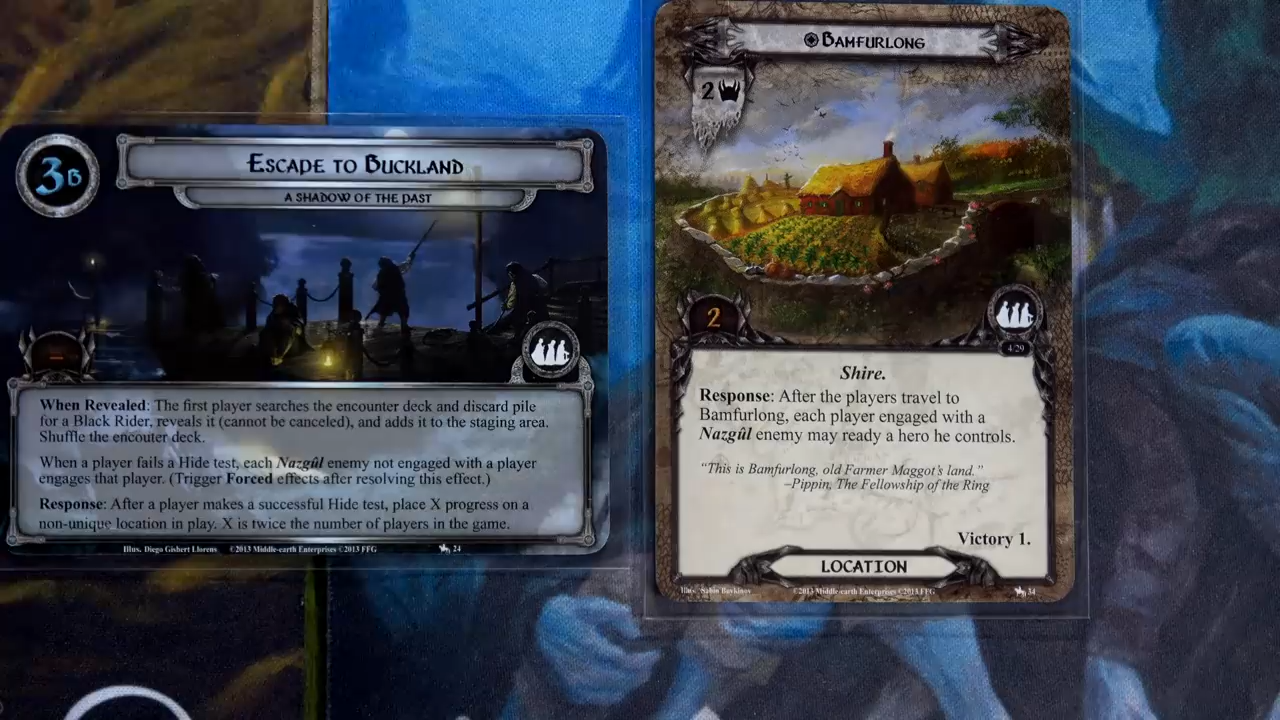 3B
ESCAPE TO BUCKLAND
A SHADOW OF THE PAST
–
When Revealed: The first player searches the encounter deck and discard pile
for a Black Rider, reveals it (cannot be canceled), and adds it to the staging area.
Shuffle the encouter deck.
When a player fails a Hide test, each Nazgûl enemy not engaged with a player
engages that player. (Trigger Forced effects after resolving this effect.)
Response: After a player makes a successful Hide test, place X progress on a
non-unique location in play. X is twice the number of players in the game.
Illus. Diego Gisbert Llorens ©2013 Middle-earth Enterprises ©2013 FFG 24
BAMFURLONG
2
2
4/29
Shire.
Response: After the players travel to
Bamfurlong, each player engaged with a
Nazgûl enemy may ready a hero he controls.
“This is Bamfurlong, old Farmer Maggot’s land.”
–Pippin, The Fellowship of the Ring
Victory 1.
LOCATION
Illus. Sabin Boykinov ©2013 Middle-earth Enterprises ©2013 FFG 34